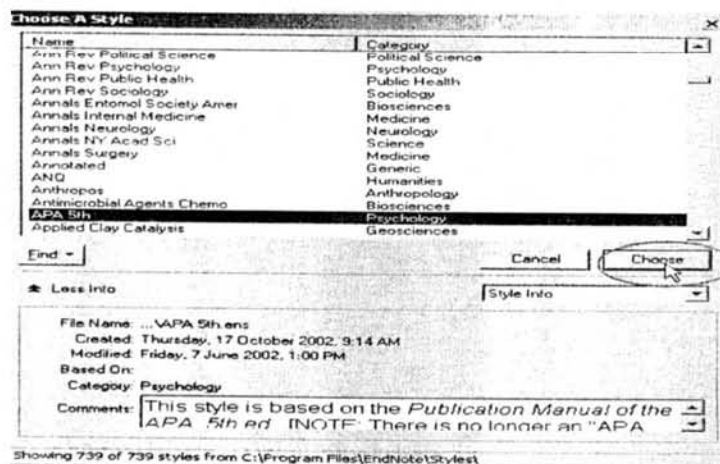 Choose A Style
Name Category
Ann Rev Political Science Political Science
Ann Rev Psychology Psychology
Ann Rev Public Health Public Health
Ann Rev Sociology Sociology
Annals Entomol Society Amer Biosciences
Annals Internal Medicine Medicine
Annals Neurology Neurology
Annals NY Acad Sci Science
Annals Surgery Medicine
Annotated Generic
ANQ Humanities
Anthropos Anthropology
Antimicrobial Agents Chemo Biosciences
APA 5th Psychology
Applied Clay Catalysis Geosciences
Find Cancel Choose
Less Info Style Info
File Name: ...\APA 5th.ens
Created: Thursday, 17 October 2002, 9:14 AM
Modified: Friday, 7 June 2002, 1:00 PM
Based On:
Category: Psychology
Comments: This style is based on the Publication Manual of the
APA, 5th ed. [NOTE: There is no longer an "APA
Showing 739 of 739 styles from C:\Program Files\EndNote\Styles\